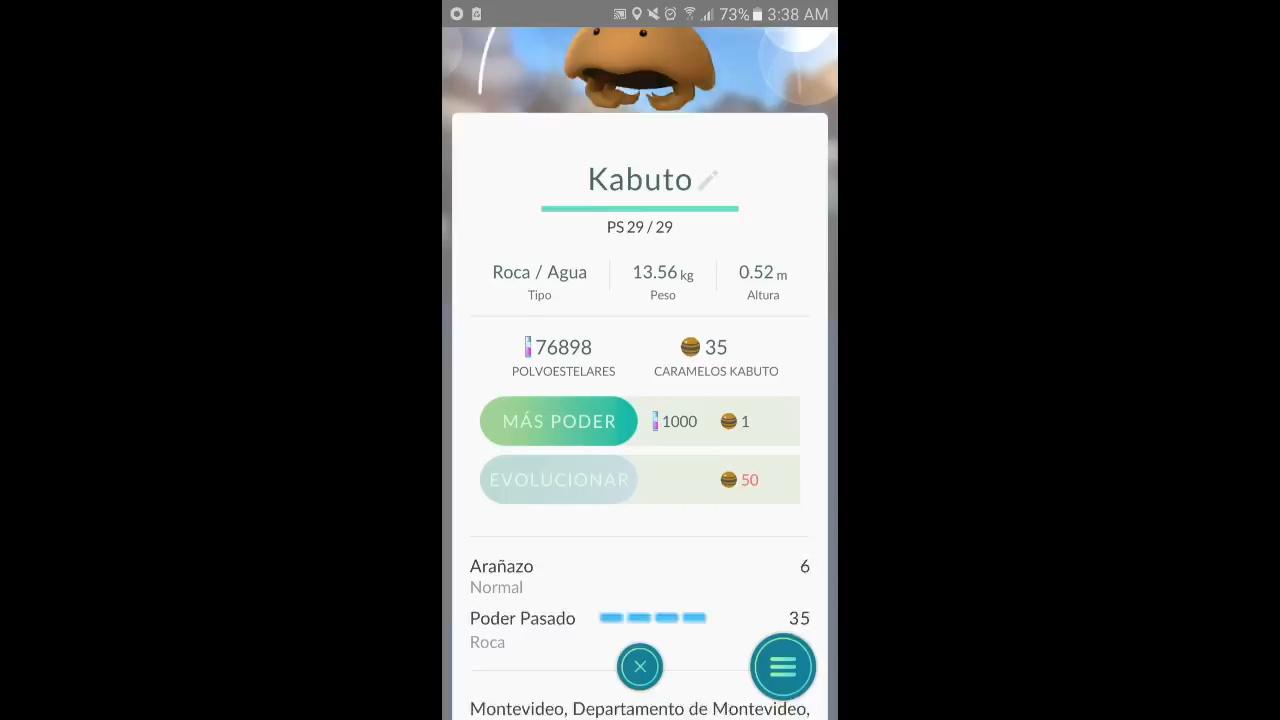 73% 3:38 AM
Kabuto
PS 29 / 29
Roca / Agua 13.56 kg 0.52 m
Tipo Peso Altura
76898 35
POLVOESTELARES CARAMELOS KABUTO
MÁS PODER 1000 1
EVOLUCIONAR 50
Arañazo 6
Normal
Poder Pasado 35
Roca
Montevideo, Departamento de Montevideo,